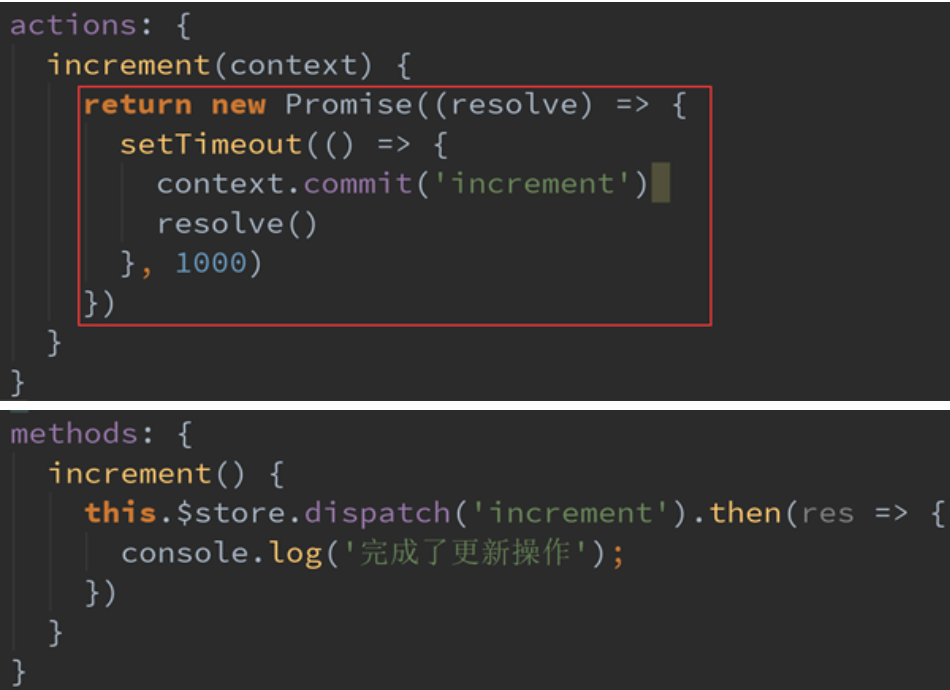 actions: {
  increment(context) {
    return new Promise((resolve) => {
      setTimeout(() => {
        context.commit('increment')
        resolve()
      }, 1000)
    })
  }
}
methods: {
  increment() {
    this.$store.dispatch('increment').then(res => {
      console.log('完成了更新操作');
    })
  }
}